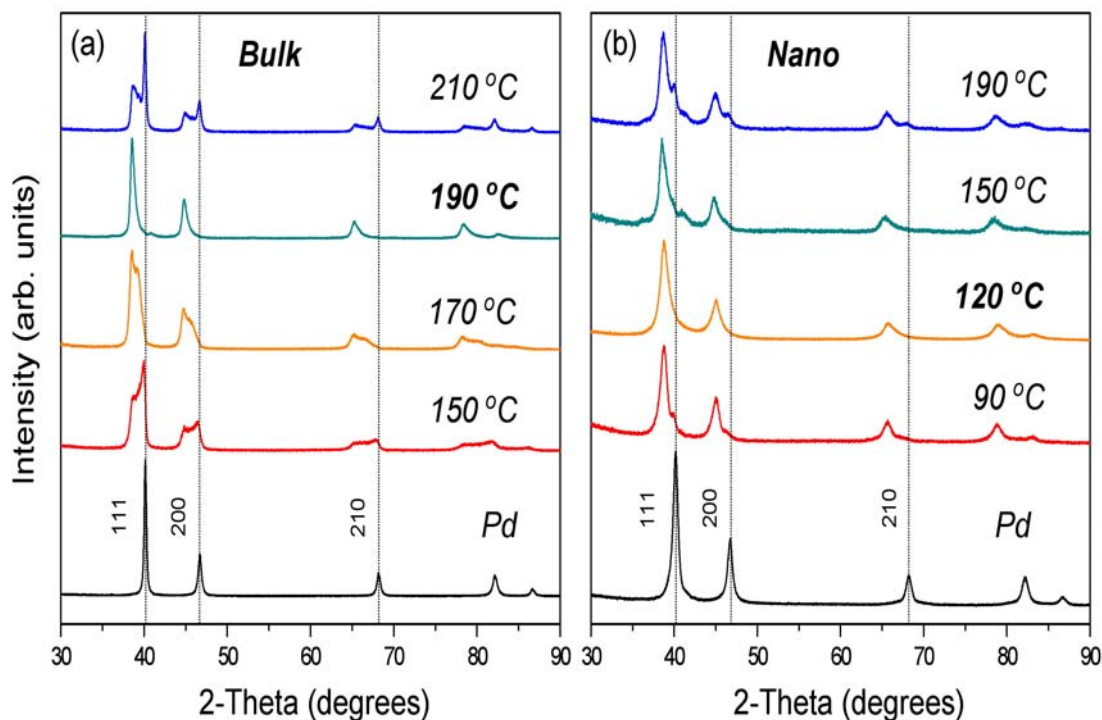 (a)
Bulk
210 °C
190 °C
170 °C
150 °C
111
200
210
Pd
30 40 50 60 70 80 90
2-Theta (degrees)
Intensity (arb. units)
(b)
Nano
190 °C
150 °C
120 °C
90 °C
111
200
210
Pd
30 40 50 60 70 80 90
2-Theta (degrees)